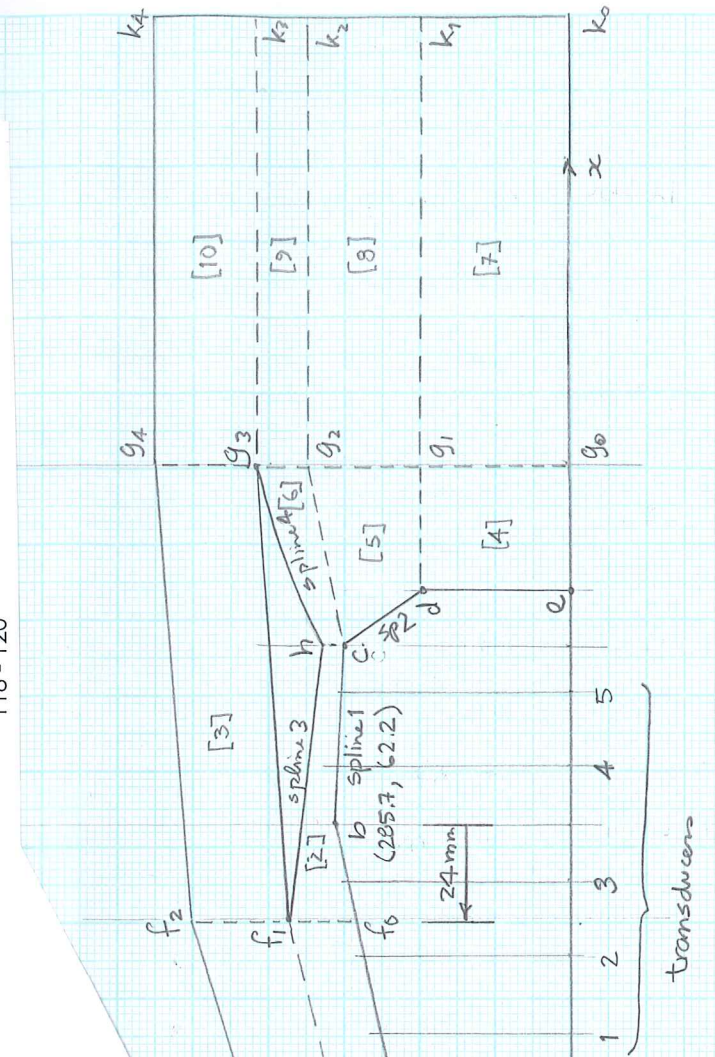 118 - 120
k4
k3
k2
k1
k0
x
[10]
[9]
[8]
[7]
g4
g3
g2
g1
g0
spline4
[6]
[5]
[4]
h
c
sp2
d
e
[3]
spline 3
[2]
b
spline1
(285.7, 62.2)
24mm
f2
f1
f0
1
2
3
4
5
transducers